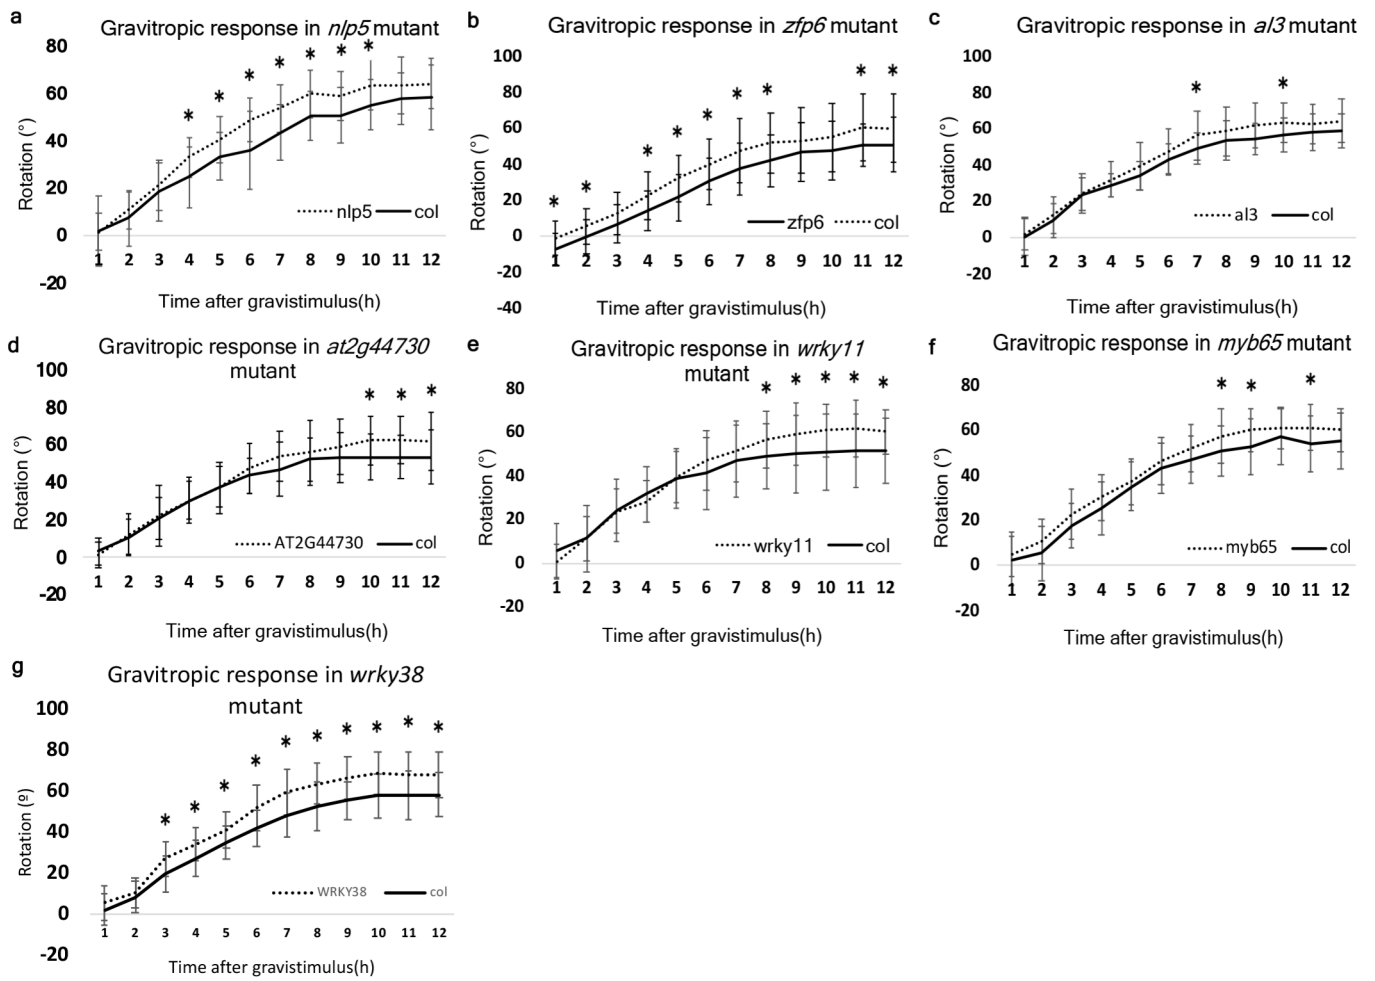 a
Gravitropic response in nlp5 mutant
80
60
40
20
0
-20
Rotation (°)
* * * * * * *
nlp5 col
1 2 3 4 5 6 7 8 9 10 11 12
Time after gravistimulus(h)
b
Gravitropic response in zfp6 mutant
100
80
60
40
20
0
-20
-40
Rotation (°)
* * * * * * * * *
zfp6 col
1 2 3 4 5 6 7 8 9 10 11 12
Time after gravistimulus(h)
c
Gravitropic response in al3 mutant
100
80
60
40
20
0
-20
Rotation (°)
* *
al3 col
1 2 3 4 5 6 7 8 9 10 11 12
Time after gravistimulus(h)
d
Gravitropic response in at2g44730
mutant
100
80
60
40
20
0
-20
Rotation (°)
* * *
AT2G44730 col
1 2 3 4 5 6 7 8 9 10 11 12
Time after gravistimulus(h)
e
Gravitropic response in wrky11
mutant
80
60
40
20
0
-20
Rotation (°)
* * * * *
wrky11 col
1 2 3 4 5 6 7 8 9 10 11 12
Time after gravistimulus(h)
f
Gravitropic response in myb65 mutant
80
60
40
20
0
-20
Rotation (°)
* * *
myb65 col
1 2 3 4 5 6 7 8 9 10 11 12
Time after gravistimulus(h)
g
Gravitropic response in wrky38
mutant
100
80
60
40
20
0
-20
Rotation (º)
* * * * * * * * * *
WRKY38 col
1 2 3 4 5 6 7 8 9 10 11 12
Time after gravistimulus(h)